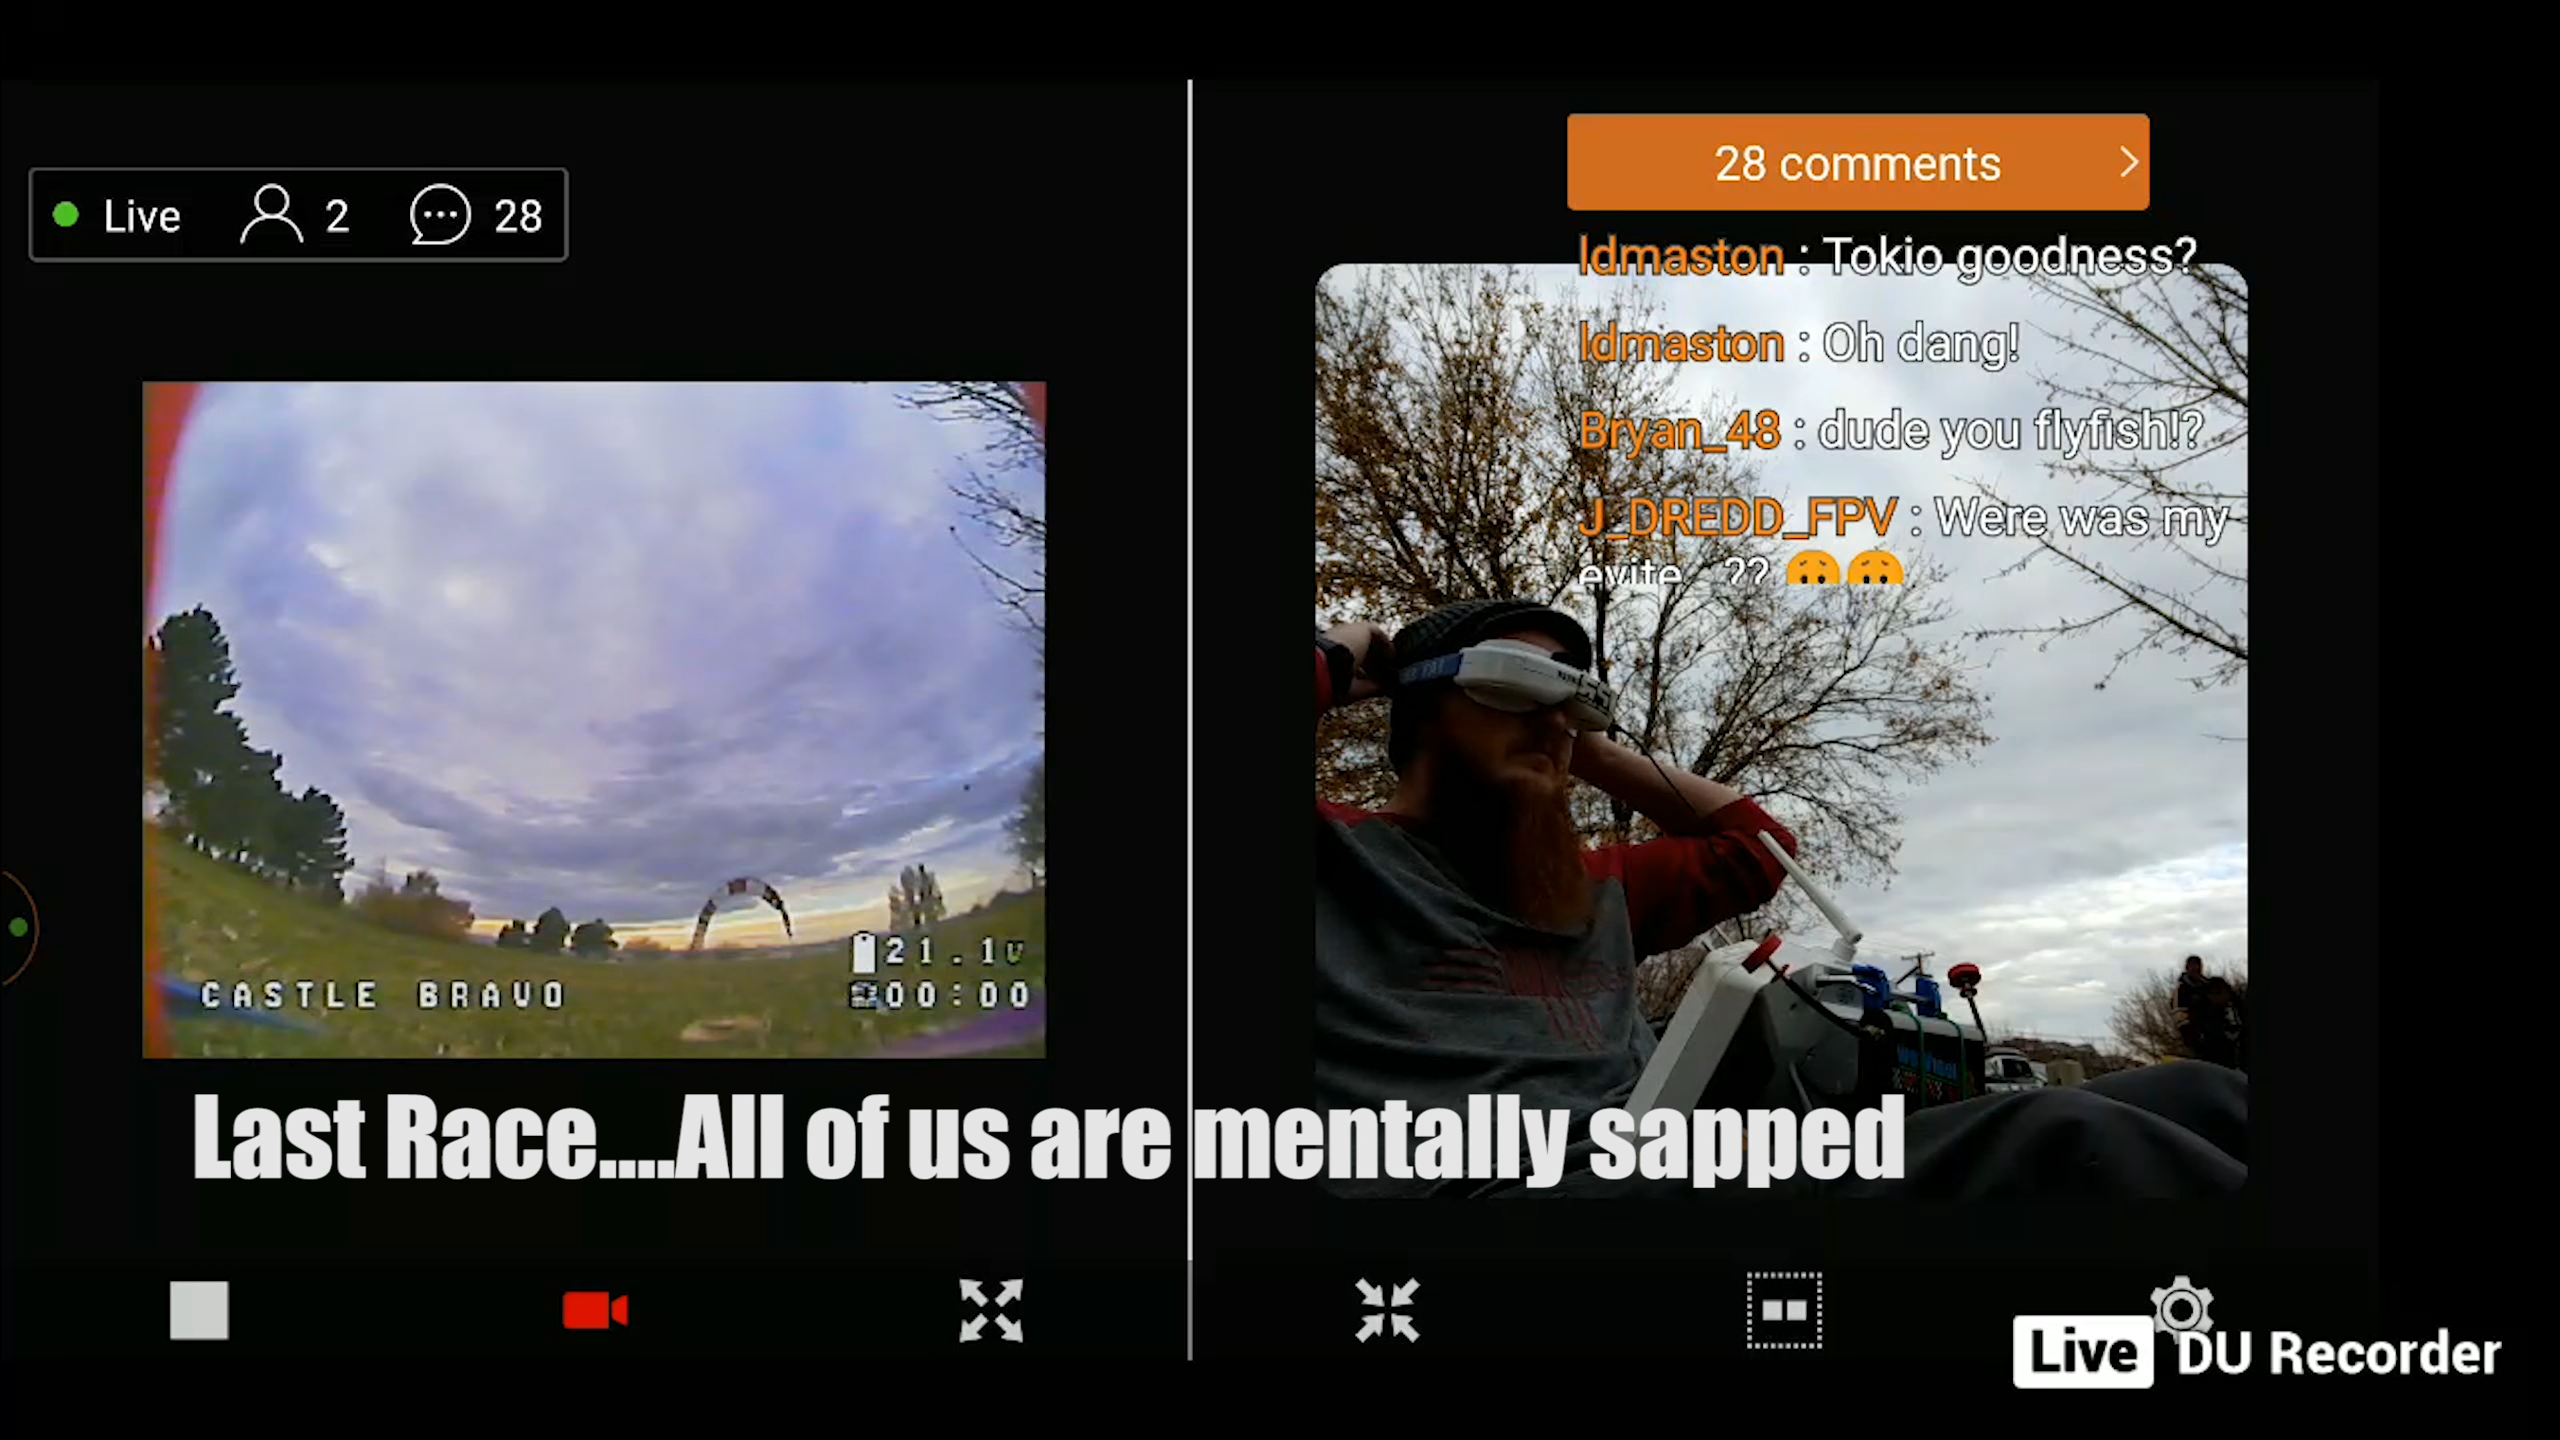 Live 2 28
28 comments
ldmaston : Tokio goodness?
ldmaston : Oh dang!
Bryan_48 : dude you flyfish!?
J_DREDD_FPV : Were was my
evite ..??
21.1v
CASTLE BRAVO
00:00
Last Race....All of us are mentally sapped
Live DU Recorder